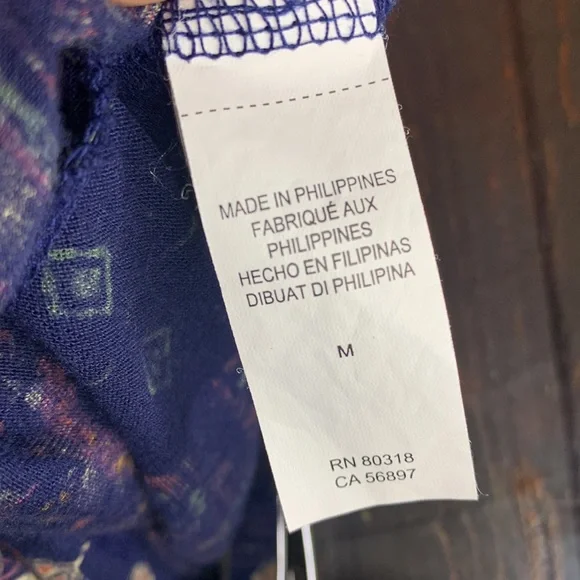 MADE IN PHILIPPINES
FABRIQUÉ AUX
PHILIPPINES
HECHO EN FILIPINAS
DIBUAT DI PHILIPINA
M
RN 80318
CA 56897